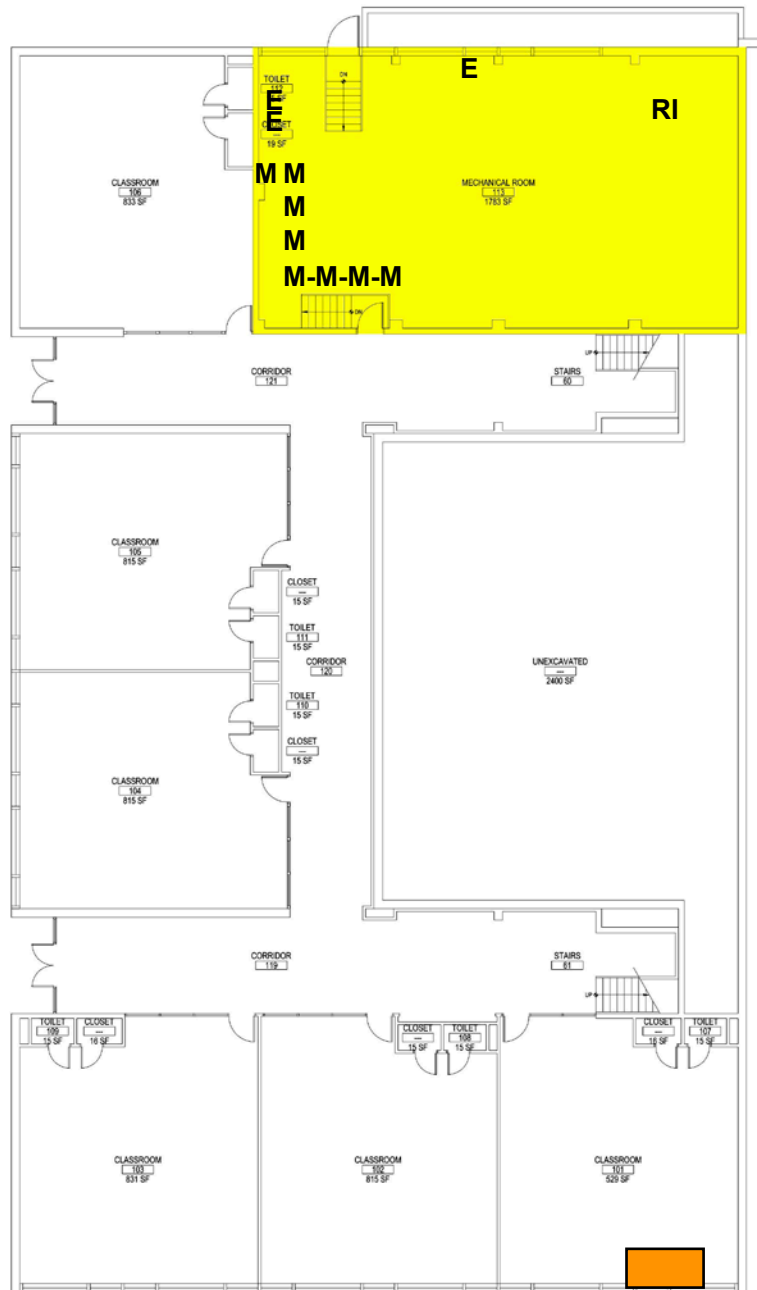 E
DN
RI
TOILET
112
E
E
CLOSET
---
19 SF
M M
CLASSROOM
106
833 SF
MECHANICAL ROOM
113
1783 SF
M
M
M-M-M-M
DN
UP
CORRIDOR
121
STAIRS
60
CLASSROOM
105
815 SF
CLOSET
---
15 SF
TOILET
111
15 SF
CORRIDOR
120
UNEXCAVATED
---
2400 SF
TOILET
110
15 SF
CLOSET
---
15 SF
CLASSROOM
104
815 SF
CORRIDOR
119
STAIRS
61
UP
TOILET
109
15 SF
CLOSET
---
16 SF
CLOSET
---
15 SF
TOILET
108
15 SF
CLOSET
---
16 SF
TOILET
107
15 SF
CLASSROOM
103
831 SF
CLASSROOM
102
815 SF
CLASSROOM
101
529 SF